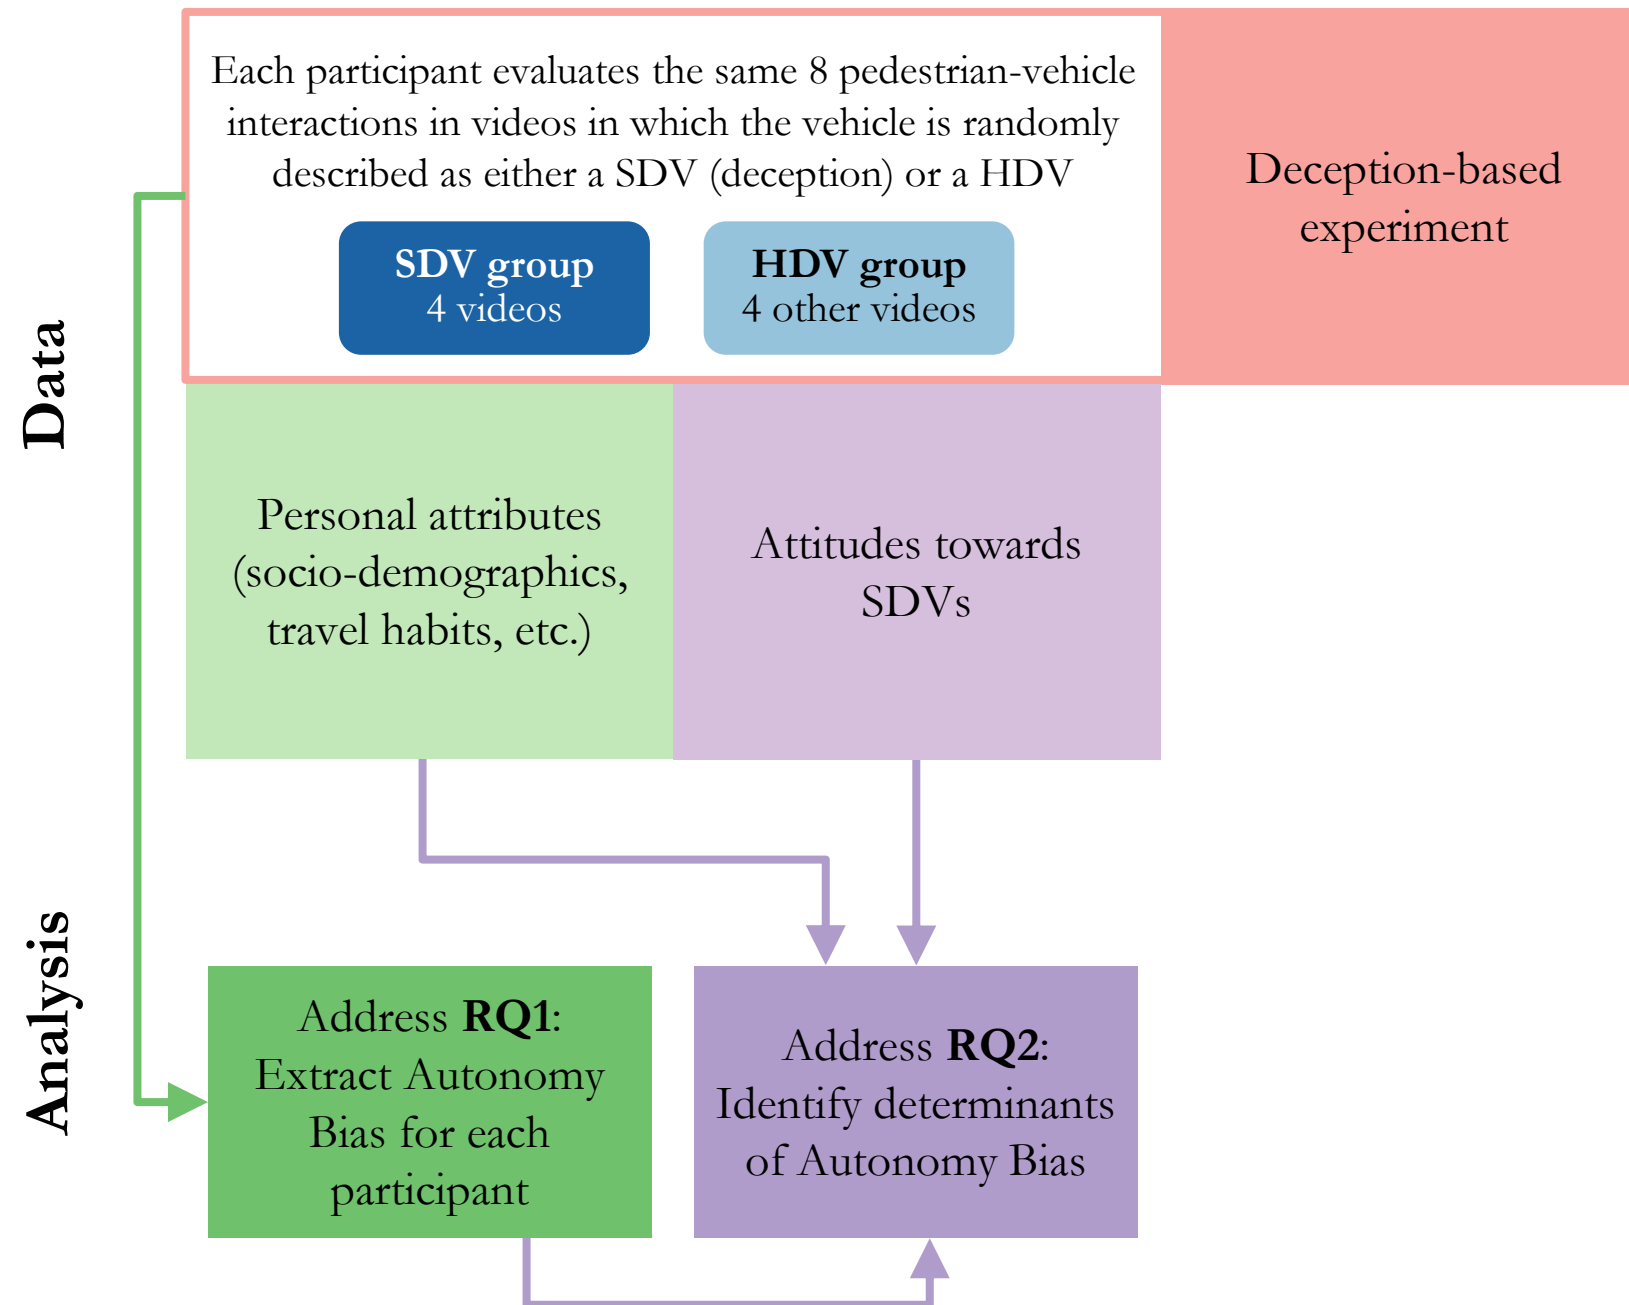 Each participant evaluates the same 8 pedestrian-vehicle
interactions in videos in which the vehicle is randomly
described as either a SDV (deception) or a HDV
SDV group
4 videos
HDV group
4 other videos
Deception-based
experiment
Data
Personal attributes
(socio-demographics,
travel habits, etc.)
Attitudes towards
SDVs
Analysis
Address RQ1:
Extract Autonomy
Bias for each
participant
Address RQ2:
Identify determinants
of Autonomy Bias